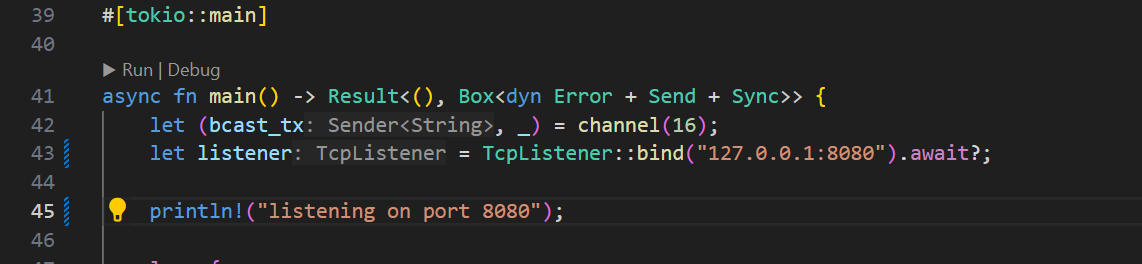 39 #[tokio::main]
40
▶ Run | Debug
41 async fn main() -> Result<(), Box<dyn Error + Send + Sync>> {
42 let (bcast_tx: Sender<String>, _) = channel(16);
43 let listener: TcpListener = TcpListener::bind("127.0.0.1:8080").await?;
44
45 println!("listening on port 8080");
46